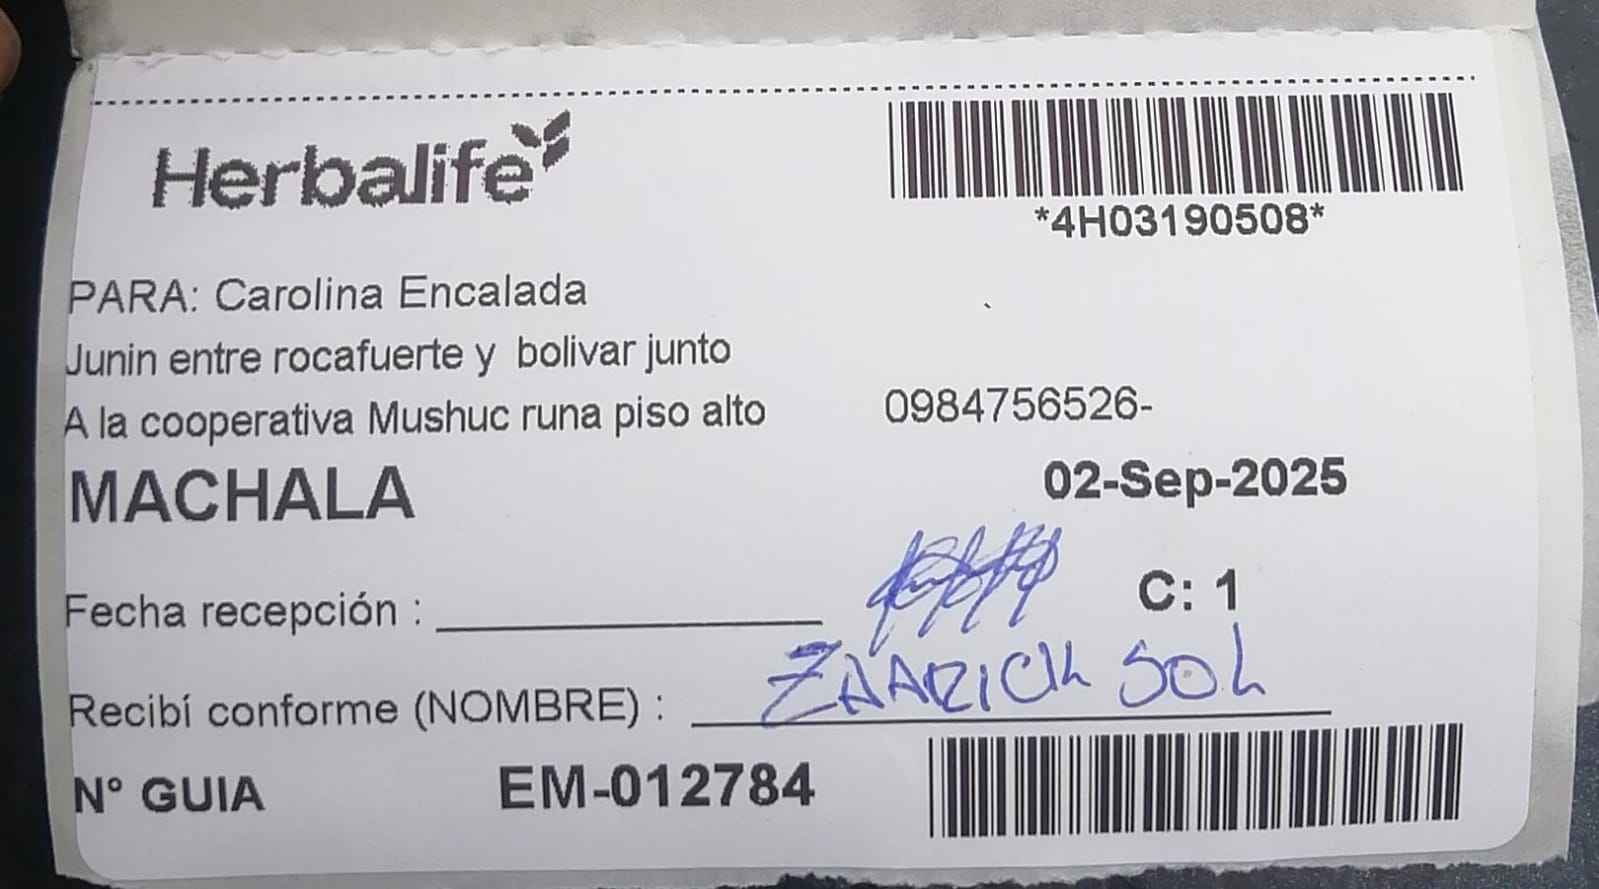 Herbalife
*4H03190508*
PARA: Carolina Encalada
Junin entre rocafuerte y bolivar junto
A la cooperativa Mushuc runa piso alto 0984756526-
MACHALA
02-Sep-2025
C: 1
Fecha recepción :
Recibí conforme (NOMBRE) : ZAARICK SOL
N° GUIA EM-012784